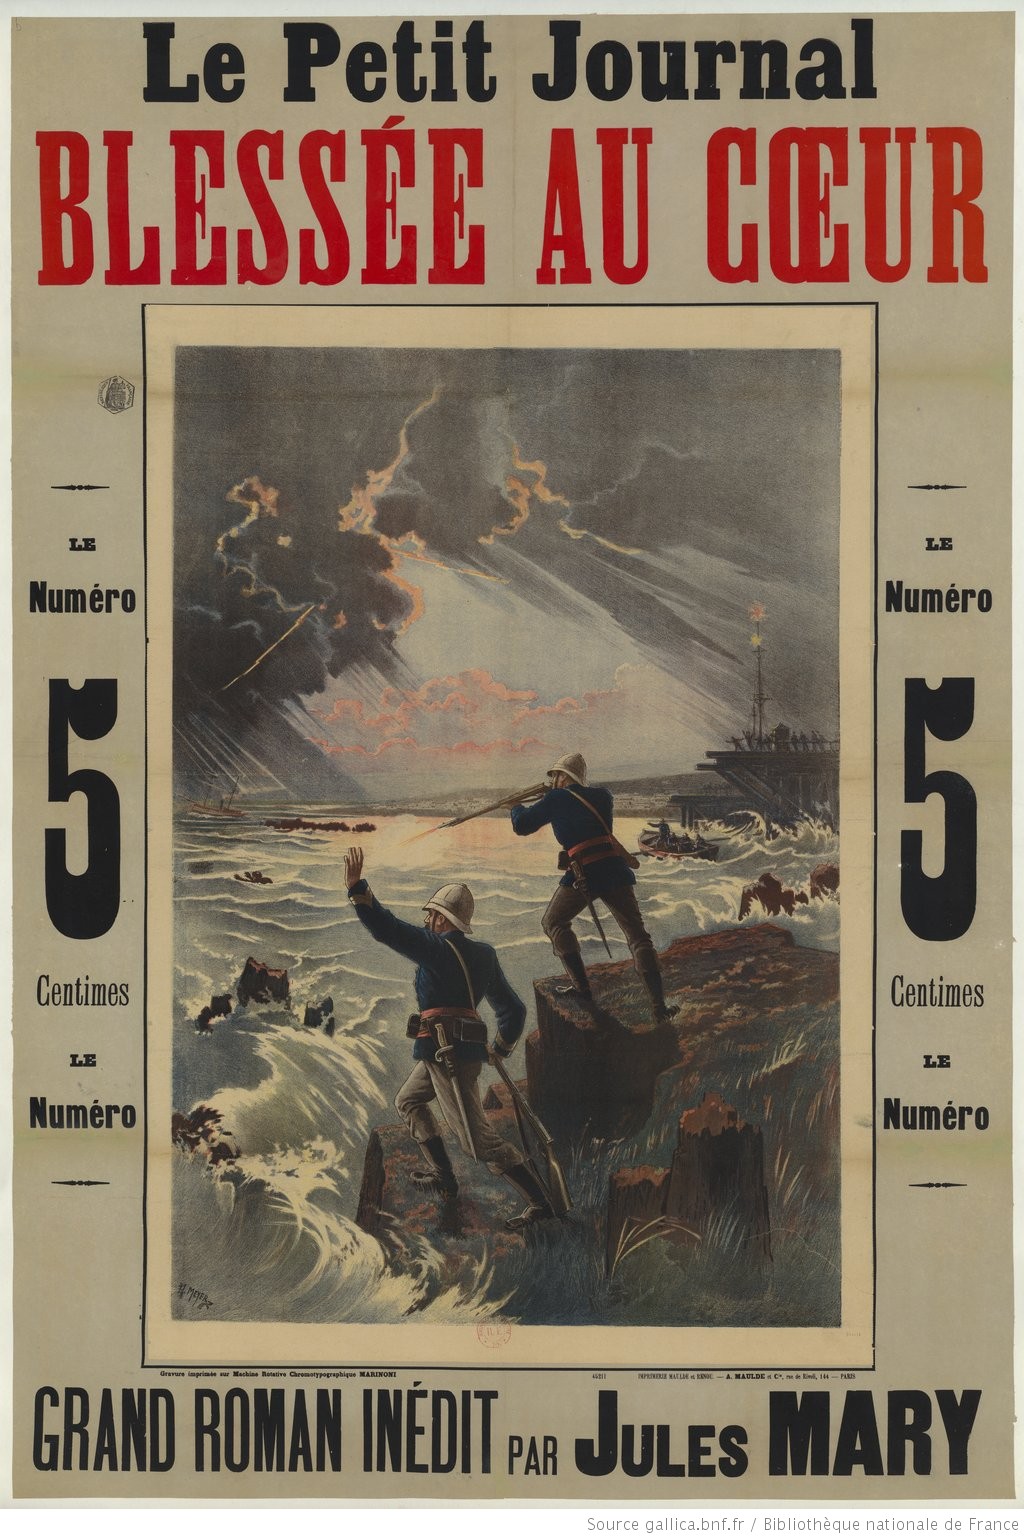 Le Petit Journal
BLESSÉE AU CŒUR
LE
Numéro
5
Centimes
LE
Numéro
LE
Numéro
5
Centimes
LE
Numéro
H. MEYER
Gravure imprimée sur Machine Rotative Chromotypographique MARINONI
IMPRIMERIE MAULDE et RENOU. — A. MAULDE et Cie, rue de Rivoli, 144 — PARIS
GRAND ROMAN INÉDIT PAR JULES MARY
Source gallica.bnf.fr / Bibliothèque nationale de France